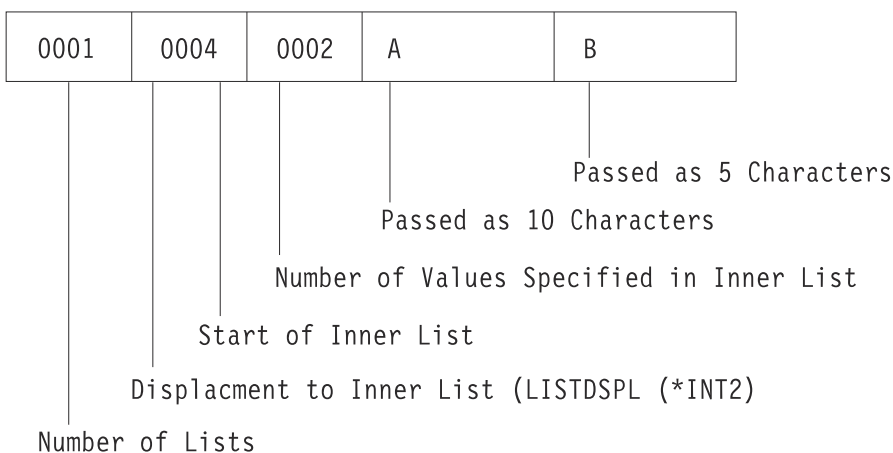 0001 0004 0002 A B
Passed as 5 Characters
Passed as 10 Characters
Number of Values Specified in Inner List
Start of Inner List
Displacment to Inner List (LISTDSPL (*INT2)
Number of Lists